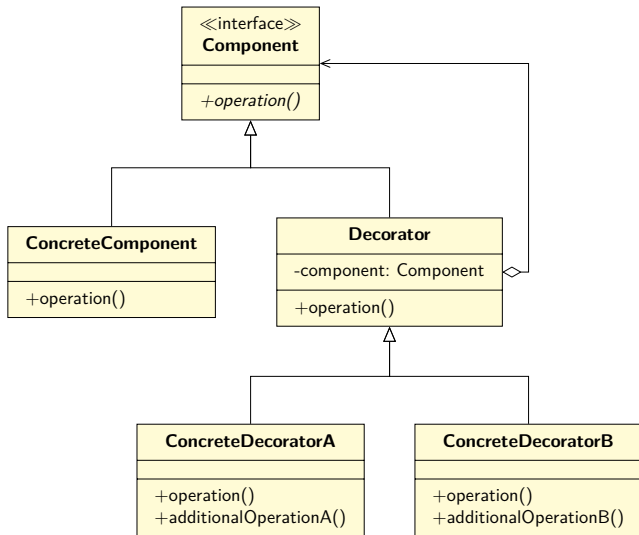 ≪interface≫
Component
+operation()
ConcreteComponent
+operation()
Decorator
-component: Component
+operation()
ConcreteDecoratorA
+operation()
+additionalOperationA()
ConcreteDecoratorB
+operation()
+additionalOperationB()